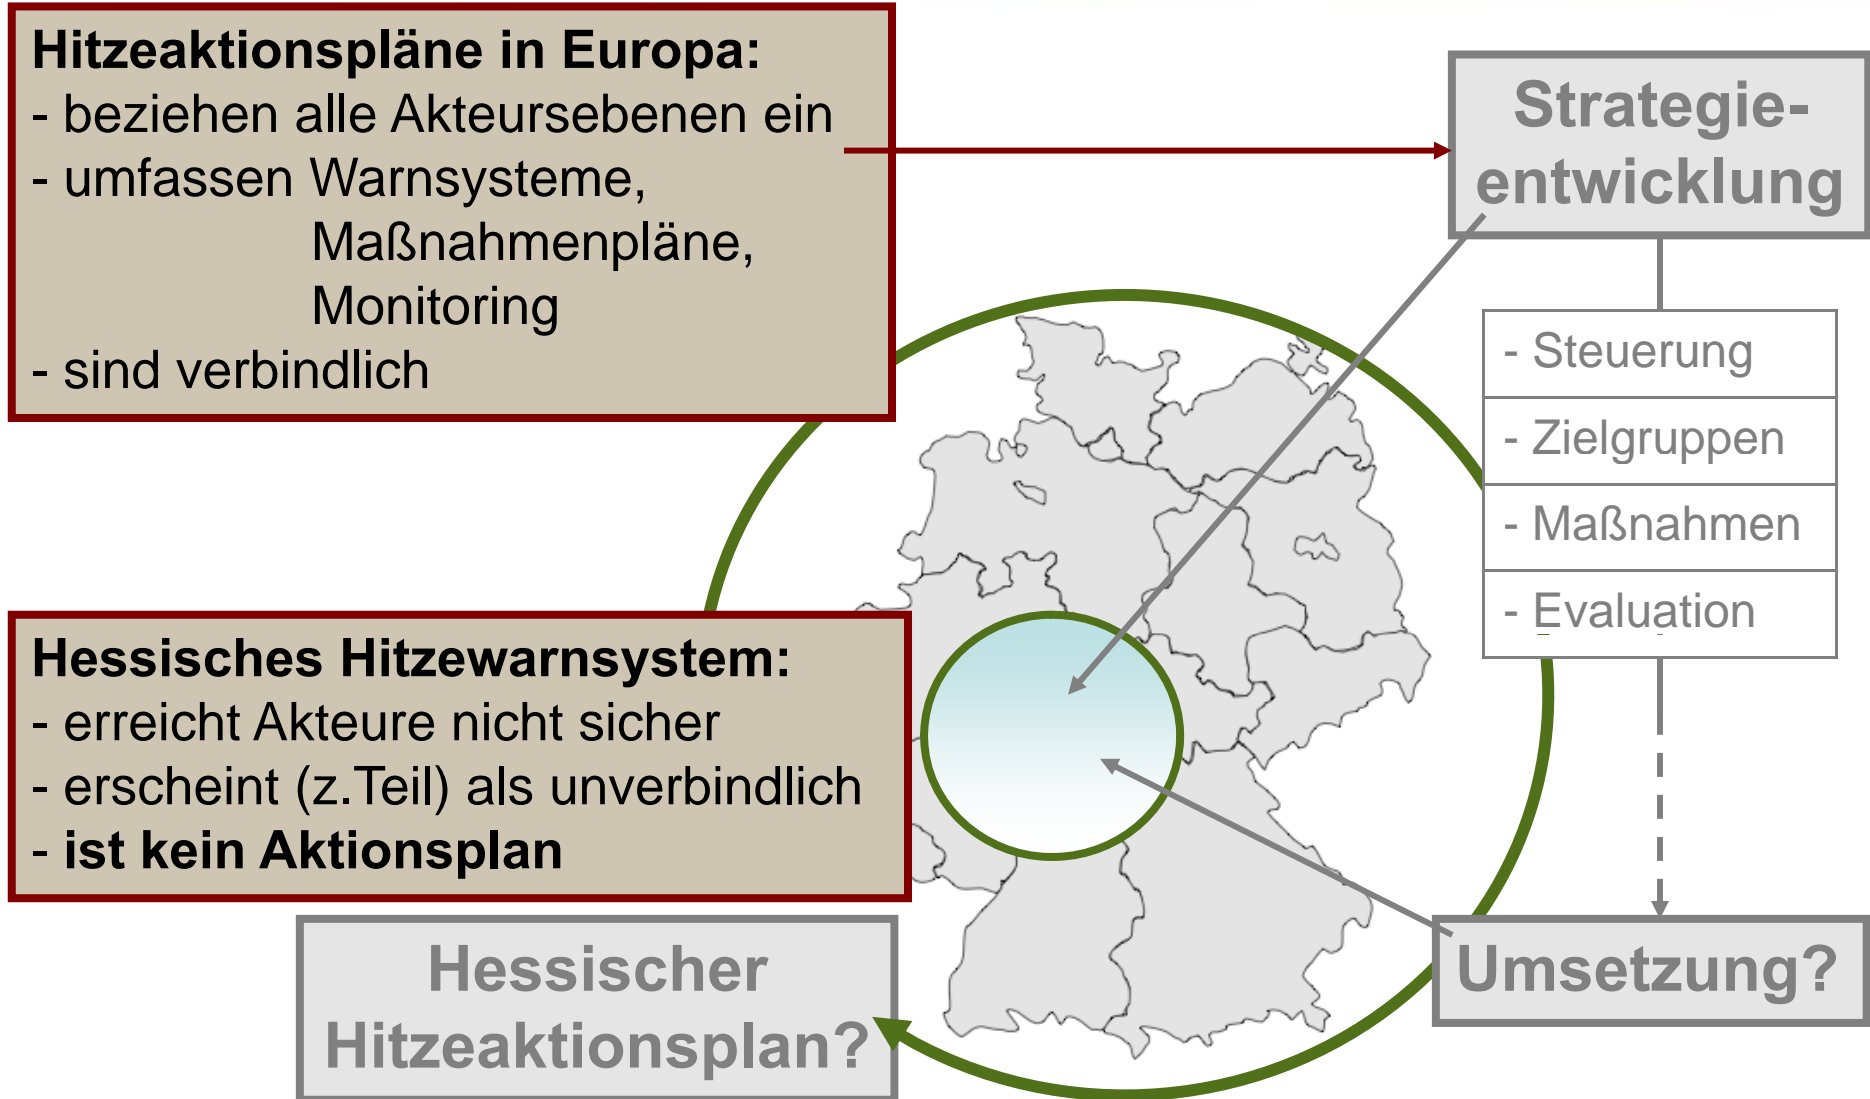 Hitzeaktionspläne in Europa:
- beziehen alle Akteursebenen ein
- umfassen Warnsysteme,
Maßnahmenpläne,
Monitoring
- sind verbindlich
Strategie-
entwicklung
- Steuerung
- Zielgruppen
- Maßnahmen
- Evaluation
Hessisches Hitzewarnsystem:
- erreicht Akteure nicht sicher
- erscheint (z.Teil) als unverbindlich
- ist kein Aktionsplan
Hessischer
Hitzeaktionsplan?
Umsetzung?